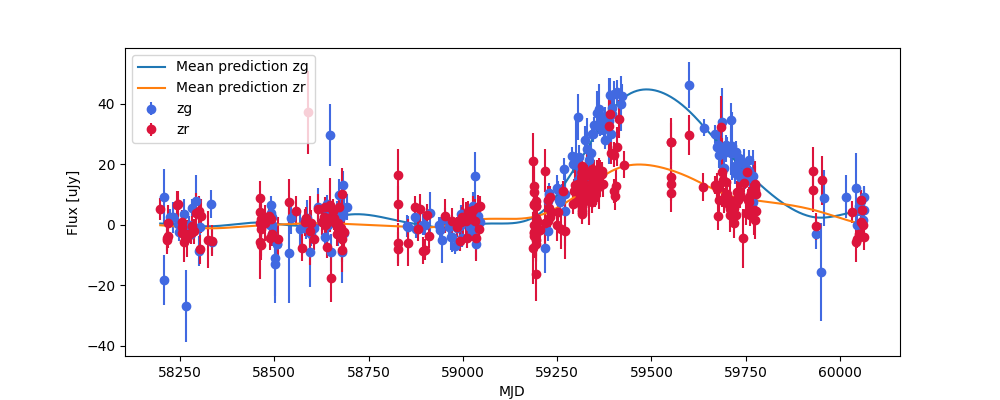 Mean prediction zg
Mean prediction zr
zg
zr
Flux [uJy]
40
20
0
−20
−40
58250
58500
58750
59000
59250
59500
59750
60000
MJD